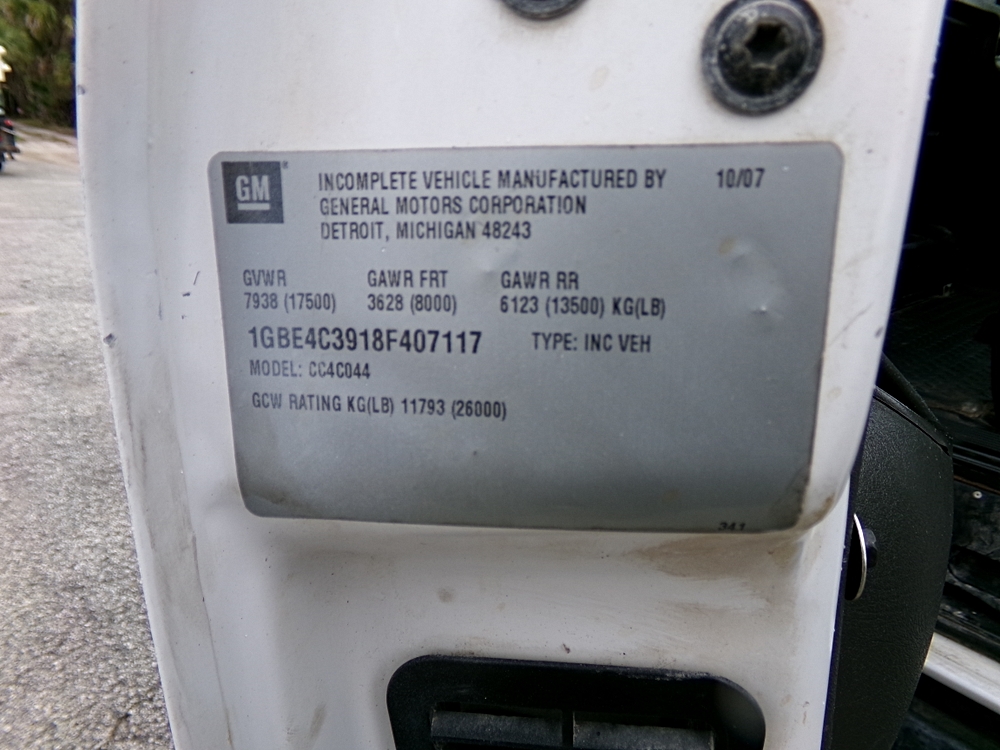 GM
INCOMPLETE VEHICLE MANUFACTURED BY 10/07
GENERAL MOTORS CORPORATION
DETROIT, MICHIGAN 48243
GVWR GAWR FRT GAWR RR
7938 (17500) 3628 (8000) 6123 (13500) KG(LB)
1GBE4C3918F407117 TYPE: INC VEH
MODEL: CC4C044
GCW RATING KG(LB) 11793 (26000)